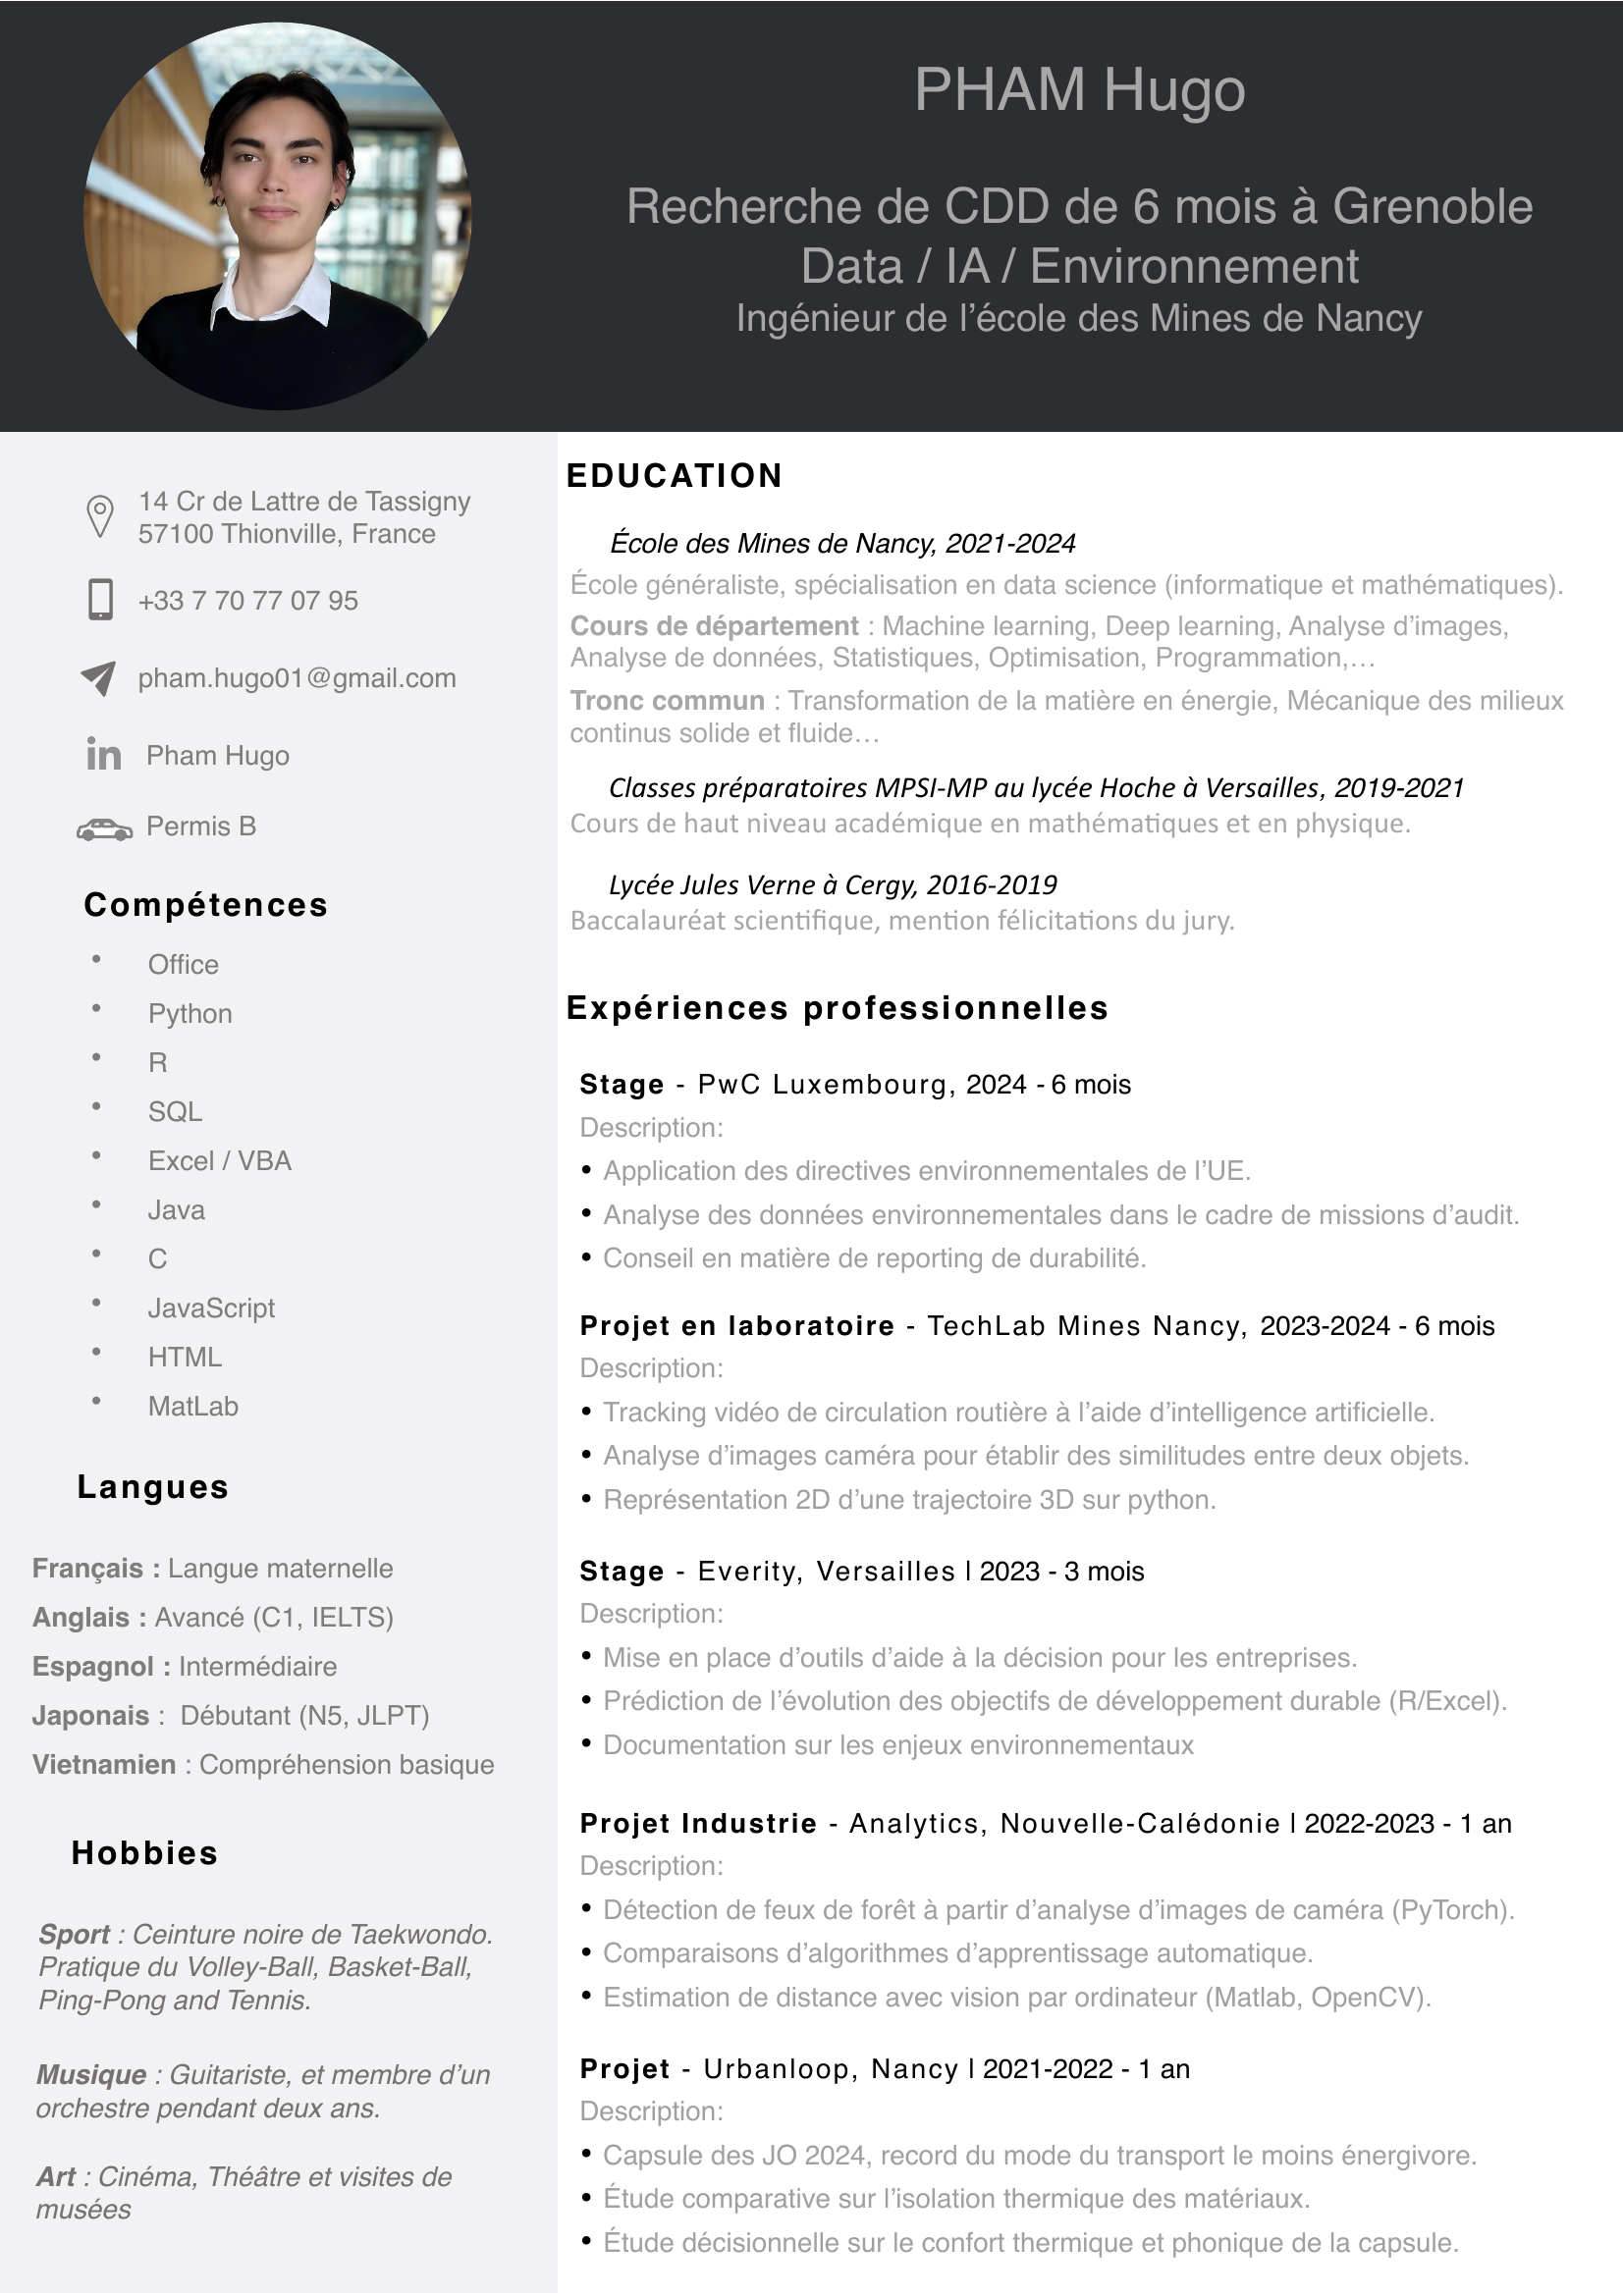 PHAM Hugo
Recherche de CDD de 6 mois à Grenoble
Data / IA / Environnement
Ingénieur de l'école des Mines de Nancy
14 Cr de Lattre de Tassigny
57100 Thionville, France
+33 7 70 77 07 95
pham.hugo01@gmail.com
in Pham Hugo
Permis B
Compétences
• Office
• Python
• R
• SQL
• Excel / VBA
• Java
• C
• JavaScript
• HTML
• MatLab
Langues
Français : Langue maternelle
Anglais : Avancé (C1, IELTS)
Espagnol : Intermédiaire
Japonais :  Débutant (N5, JLPT)
Vietnamien : Compréhension basique
Hobbies
Sport : Ceinture noire de Taekwondo.
Pratique du Volley-Ball, Basket-Ball,
Ping-Pong and Tennis.
Musique : Guitariste, et membre d'un
orchestre pendant deux ans.
Art : Cinéma, Théâtre et visites de
musées
EDUCATION
École des Mines de Nancy, 2021-2024
École généraliste, spécialisation en data science (informatique et mathématiques).
Cours de département : Machine learning, Deep learning, Analyse d'images,
Analyse de données, Statistiques, Optimisation, Programmation,…
Tronc commun : Transformation de la matière en énergie, Mécanique des milieux
continus solide et fluide…
Classes préparatoires MPSI-MP au lycée Hoche à Versailles, 2019-2021
Cours de haut niveau académique en mathématiques et en physique.
Lycée Jules Verne à Cergy, 2016-2019
Baccalauréat scientifique, mention félicitations du jury.
Expériences professionnelles
Stage - PwC Luxembourg, 2024 - 6 mois
Description:
• Application des directives environnementales de l'UE.
• Analyse des données environnementales dans le cadre de missions d'audit.
• Conseil en matière de reporting de durabilité.
Projet en laboratoire - TechLab Mines Nancy, 2023-2024 - 6 mois
Description:
• Tracking vidéo de circulation routière à l'aide d'intelligence artificielle.
• Analyse d'images caméra pour établir des similitudes entre deux objets.
• Représentation 2D d'une trajectoire 3D sur python.
Stage - Everity, Versailles l 2023 - 3 mois
Description:
• Mise en place d'outils d'aide à la décision pour les entreprises.
• Prédiction de l'évolution des objectifs de développement durable (R/Excel).
• Documentation sur les enjeux environnementaux
Projet Industrie - Analytics, Nouvelle-Calédonie l 2022-2023 - 1 an
Description:
• Détection de feux de forêt à partir d'analyse d'images de caméra (PyTorch).
• Comparaisons d'algorithmes d'apprentissage automatique.
• Estimation de distance avec vision par ordinateur (Matlab, OpenCV).
Projet - Urbanloop, Nancy l 2021-2022 - 1 an
Description:
• Capsule des JO 2024, record du mode du transport le moins énergivore.
• Étude comparative sur l'isolation thermique des matériaux.
• Étude décisionnelle sur le confort thermique et phonique de la capsule.